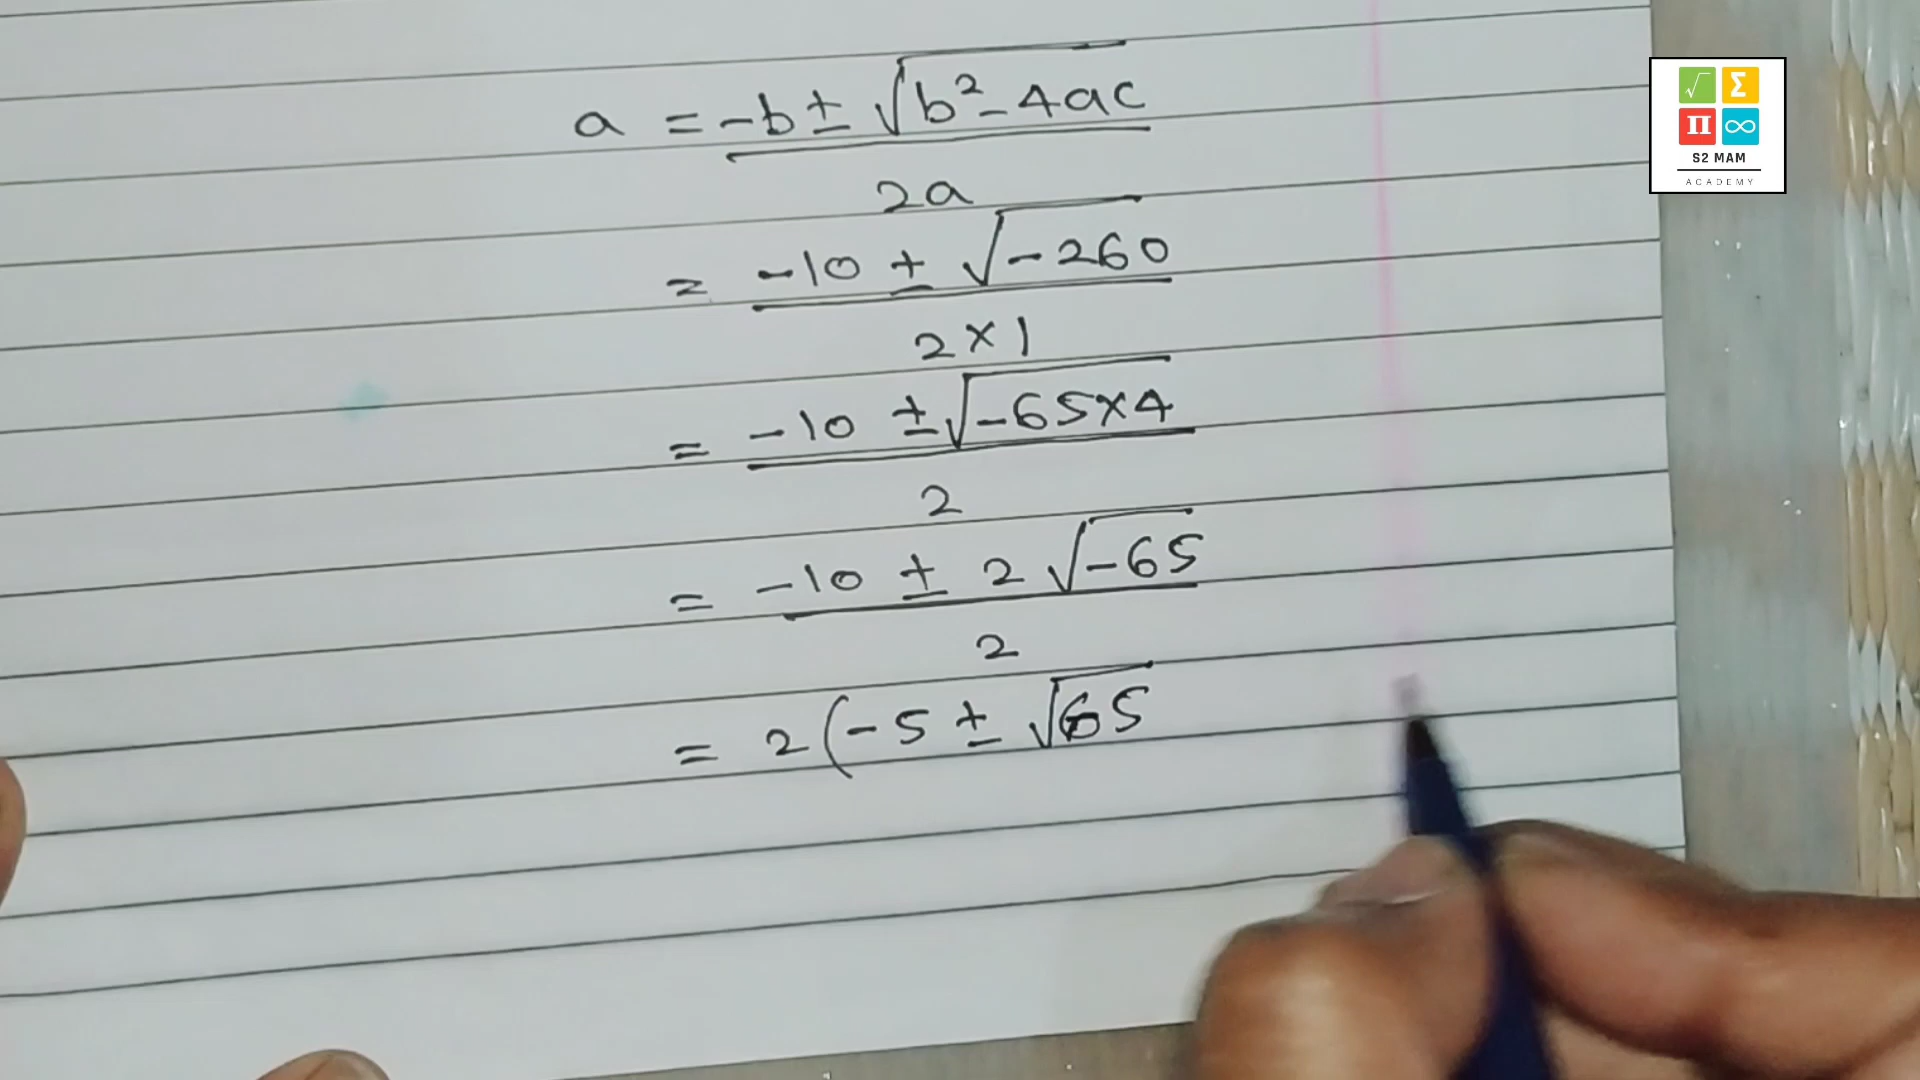 a = -b ± √b² - 4ac
2a
= -10 ± √-260
2 × 1
= -10 ± √-65×4
2
= -10 ± 2 √-65
2
= 2 (-5 ± √65
√ Σ
π ∞
S2 MAM
ACADEMY